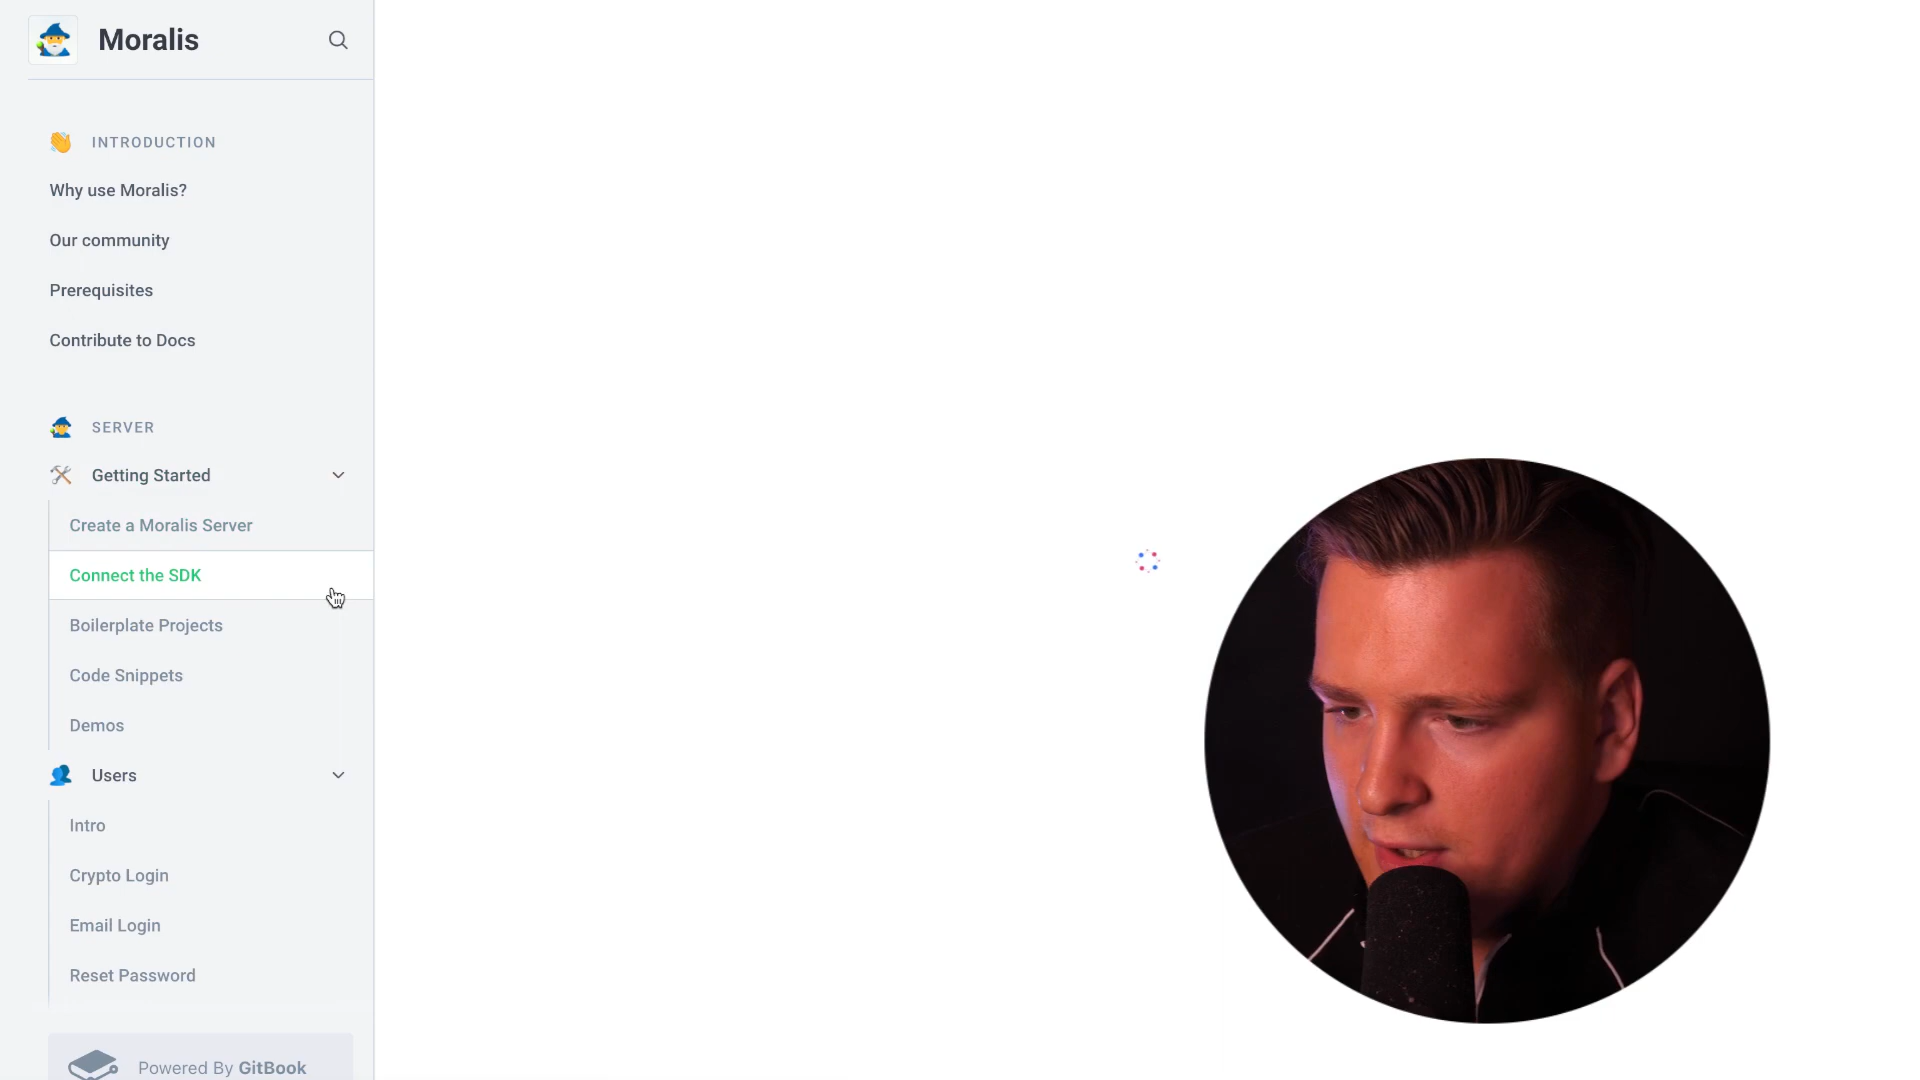 Moralis
INTRODUCTION
Why use Moralis?
Our community
Prerequisites
Contribute to Docs
SERVER
Getting Started
Create a Moralis Server
Connect the SDK
Boilerplate Projects
Code Snippets
Demos
Users
Intro
Crypto Login
Email Login
Reset Password
Powered By GitBook